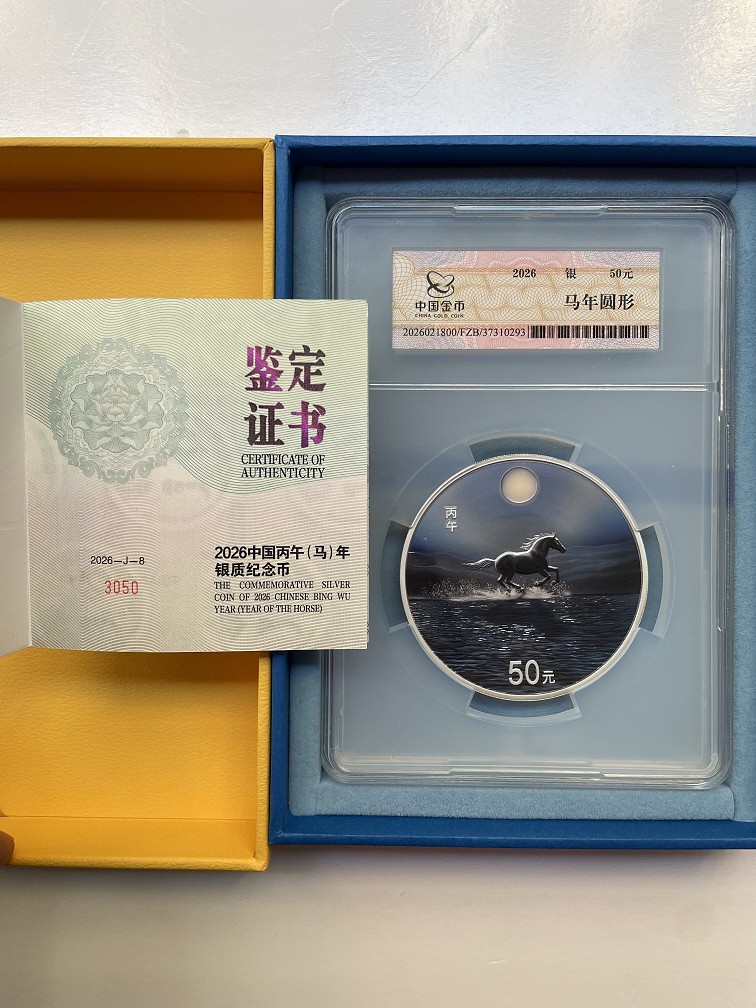 鉴定
证书
CERTIFICATE OF
AUTHENTICITY
2026—J—8
3050
2026中国丙午(马)年
银质纪念币
THE COMMEMORATIVE SILVER
COIN OF 2026 CHINESE BING WU
YEAR (YEAR OF THE HORSE)
2026 银 50元
中国金币
CHINA GOLD COIN
马年圆形
2026021800/FZB/37310293
丙午
50元